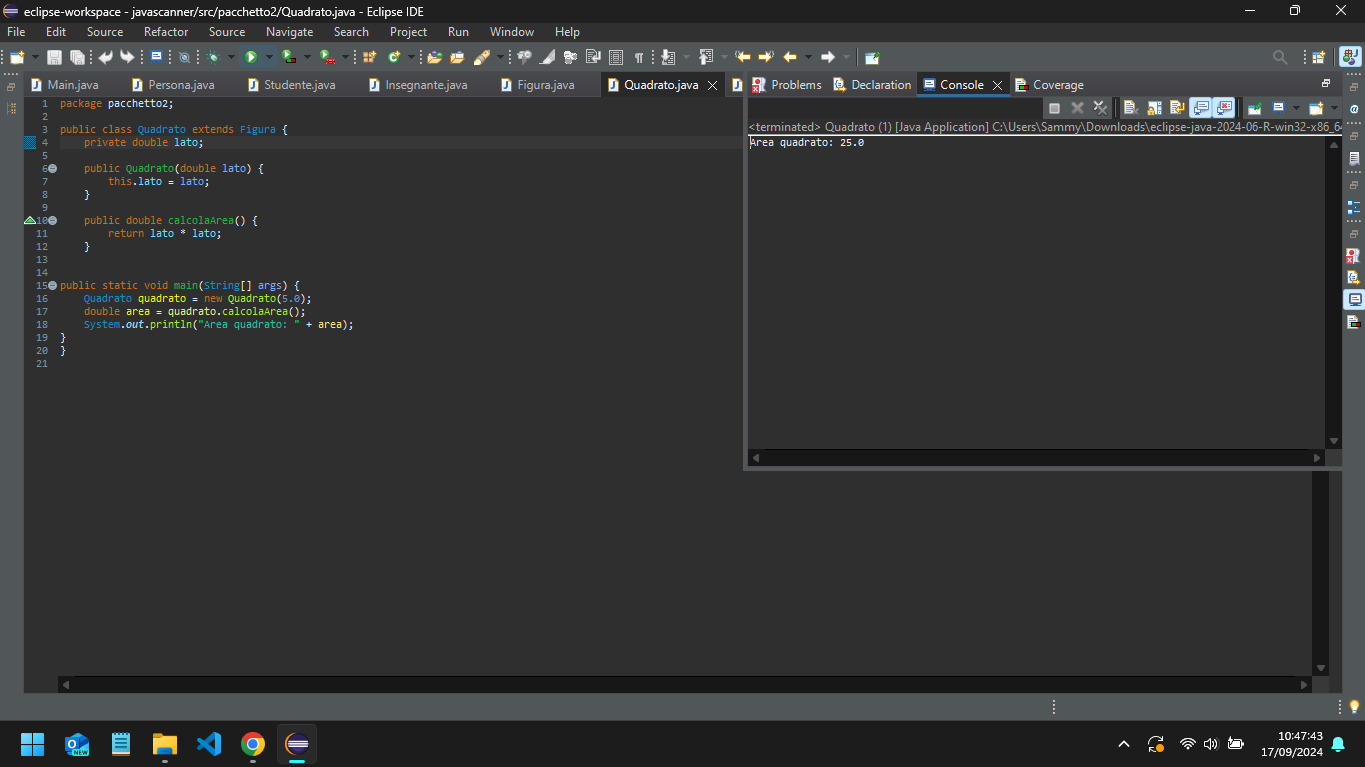 eclipse-workspace - javascanner/src/pacchetto2/Quadrato.java - Eclipse IDE
File Edit Source Refactor Source Navigate Search Project Run Window Help
Main.java Persona.java Studente.java Insegnante.java Figura.java Quadrato.java
Problems Declaration Console Coverage
<terminated> Quadrato (1) [Java Application] C:\Users\Sammy\Downloads\eclipse-java-2024-06-R-win32-x86_64
Area quadrato: 25.0
1 package pacchetto2;
2
3 public class Quadrato extends Figura {
4     private double lato;
5
6     public Quadrato(double lato) {
7         this.lato = lato;
8     }
9
10     public double calcolaArea() {
11         return lato * lato;
12     }
13
14
15 public static void main(String[] args) {
16     Quadrato quadrato = new Quadrato(5.0);
17     double area = quadrato.calcolaArea();
18     System.out.println("Area quadrato: " + area);
19 }
20 }
21
NEW
10:47:43
17/09/2024